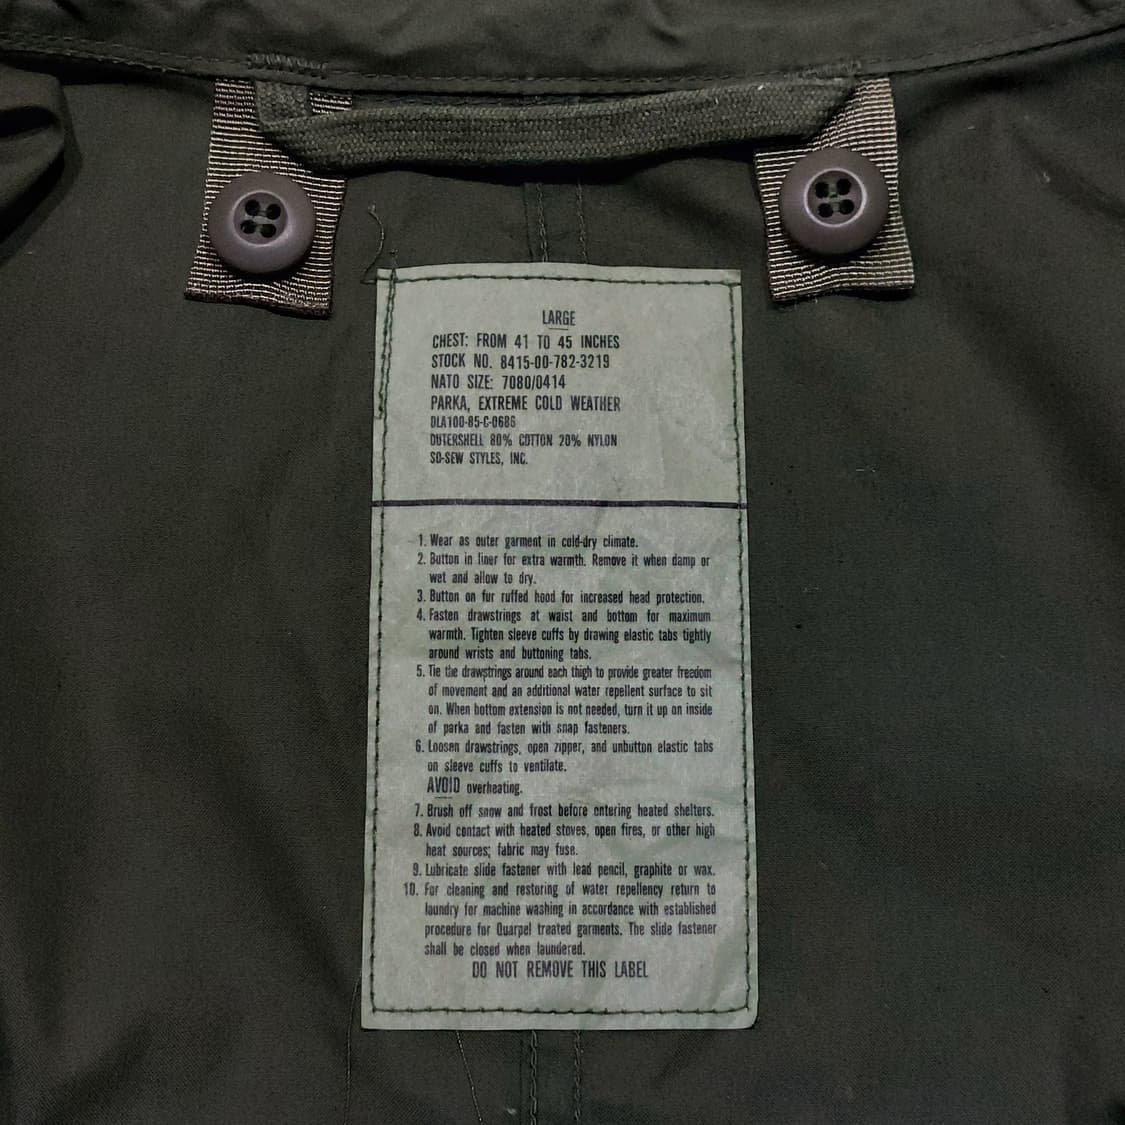 LARGE
CHEST: FROM 41 TO 45 INCHES
STOCK NO. 8415-00-782-3219
NATO SIZE: 7080/0414
PARKA, EXTREME COLD WEATHER
DLA100-85-C-0686
OUTERSHELL 80% COTTON 20% NYLON
SO-SEW STYLES, INC.
1. Wear as outer garment in cold-dry climate.
2. Button in liner for extra warmth. Remove it when damp or
wet and allow to dry.
3. Button on fur ruffed hood for increased head protection.
4. Fasten drawstrings at waist and bottom for maximum
warmth. Tighten sleeve cuffs by drawing elastic tabs tightly
around wrists and buttoning tabs.
5. Tie the drawstrings around each thigh to provide greater freedom
of movement and an additional water repellent surface to sit
on. When bottom extension is not needed, turn it up on inside
of parka and fasten with snap fasteners.
6. Loosen drawstrings, open zipper, and unbutton elastic tabs
on sleeve cuffs to ventilate.
AVOID overheating.
7. Brush off snow and frost before entering heated shelters.
8. Avoid contact with heated stoves, open fires, or other high
heat sources; fabric may fuse.
9. Lubricate slide fastener with lead pencil, graphite or wax.
10. For cleaning and restoring of water repellency return to
laundry for machine washing in accordance with established
procedure for Quarpel treated garments. The slide fastener
shall be closed when laundered.
DO NOT REMOVE THIS LABEL